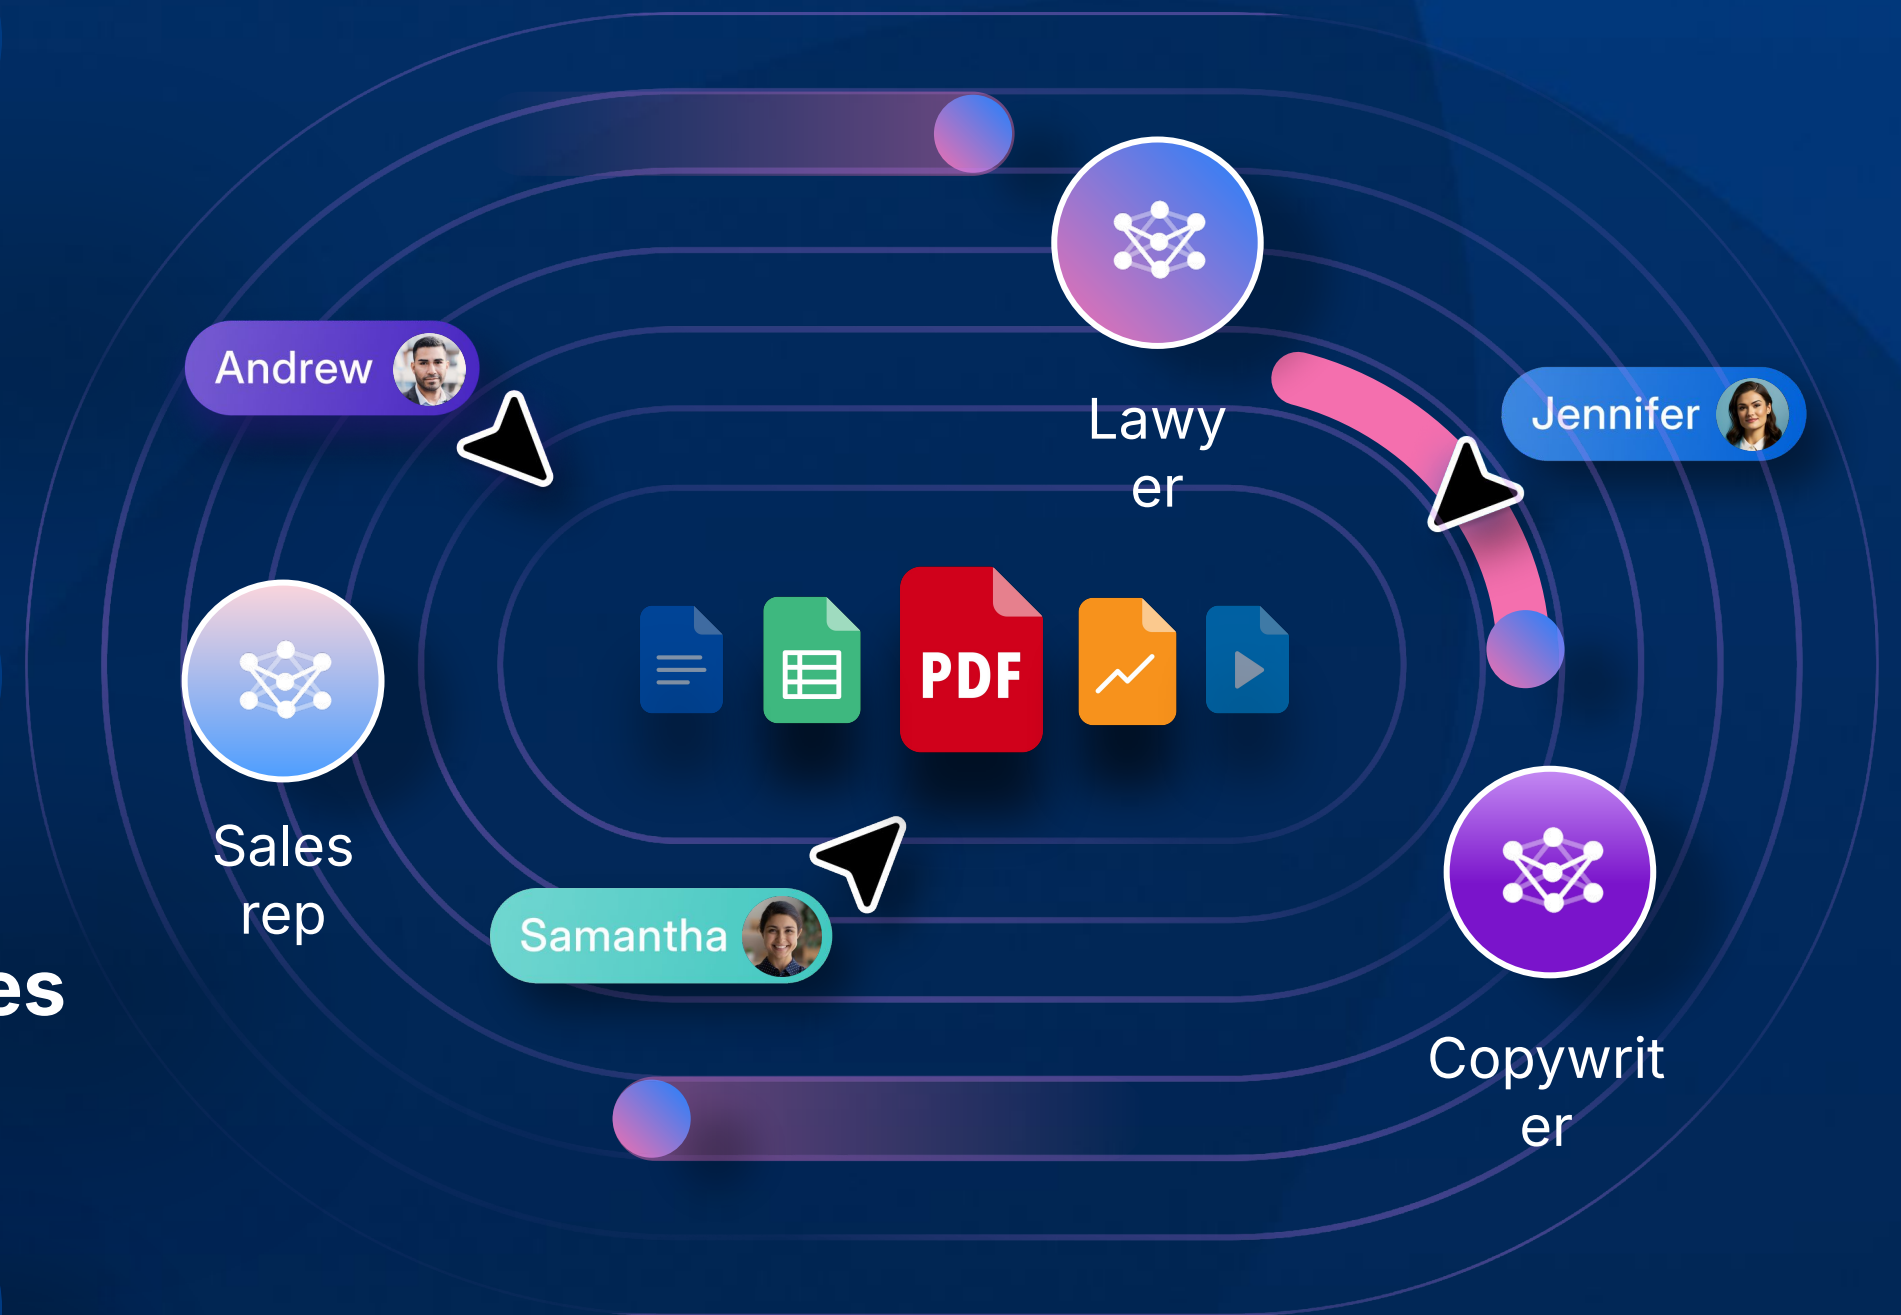 Andrew
Lawy
er
Jennifer
PDF
Sales
rep
Samantha
es
Copywrit
er